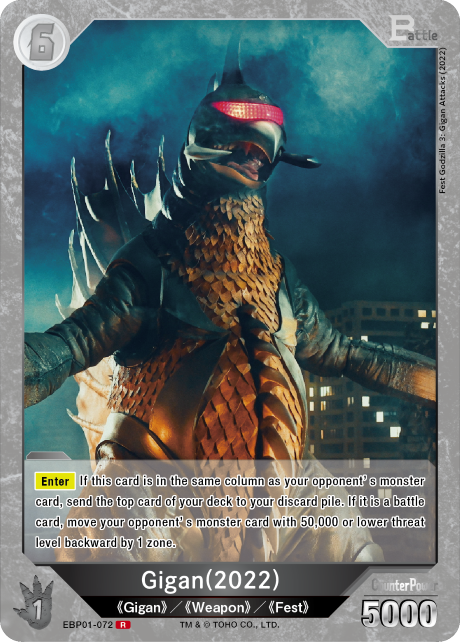 6
Battle
Fest Godzilla 3: Gigan Attacks (2022)
Enter If this card is in the same column as your opponent's monster
card, send the top card of your deck to your discard pile. If it is a battle
card, move your opponent's monster card with 50,000 or lower threat
level backward by 1 zone.
Gigan(2022)
《Gigan》／《Weapon》／《Fest》
1
CounterPower
5000
EBP01-072 R TM & © TOHO CO., LTD.